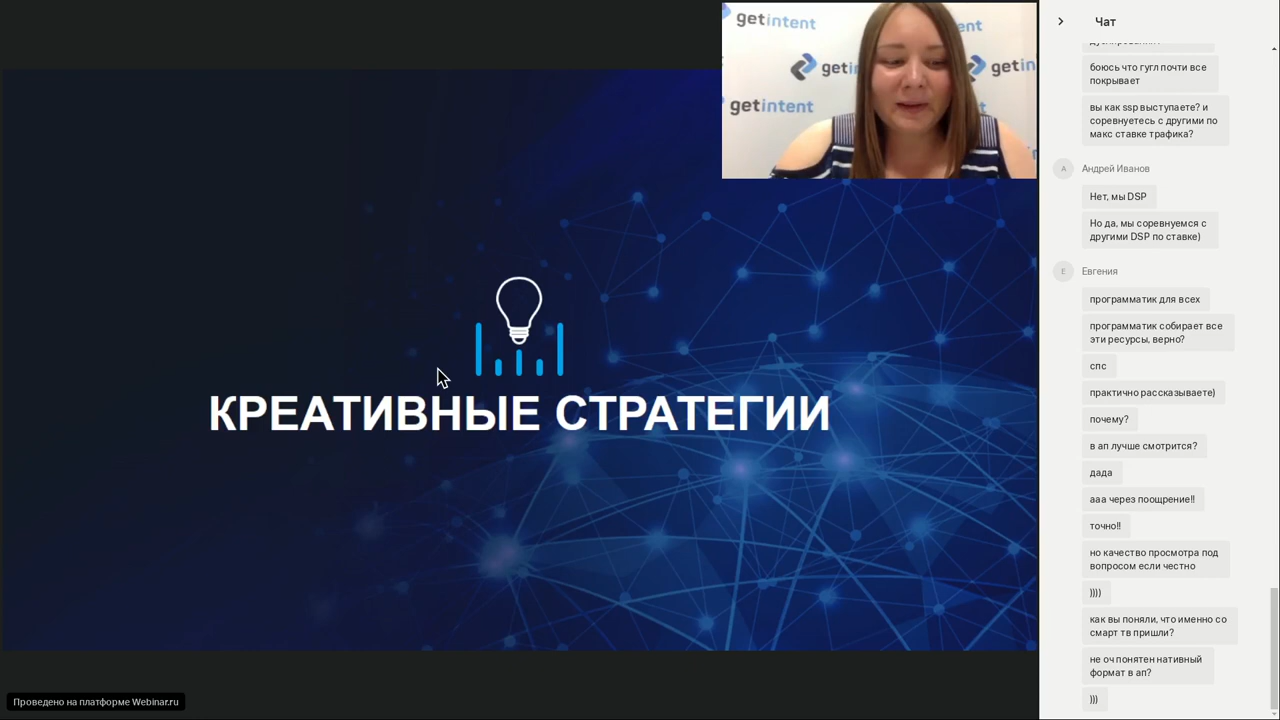 getintent
getintent
getin
getintent
КРЕАТИВНЫЕ СТРАТЕГИИ
Проведено на платформе Webinar.ru
Чат
боюсь что гугл почти все
покрывает
вы как ssp выступаете? и
соревнуетесь с другими по
макс ставке трафика?
А
Андрей Иванов
Нет, мы DSP
Но да, мы соревнуемся с
другими DSP по ставке)
Е
Евгения
программатик для всех
программатик собирает все
эти ресурсы, верно?
спс
практично рассказываете)
почему?
в ап лучше смотрится?
дада
ааа через поощрение!!
точно!!
но качество просмотра под
вопросом если честно
))))
как вы поняли, что именно со
смарт тв пришли?
не оч понятен нативный
формат в ап?
)))